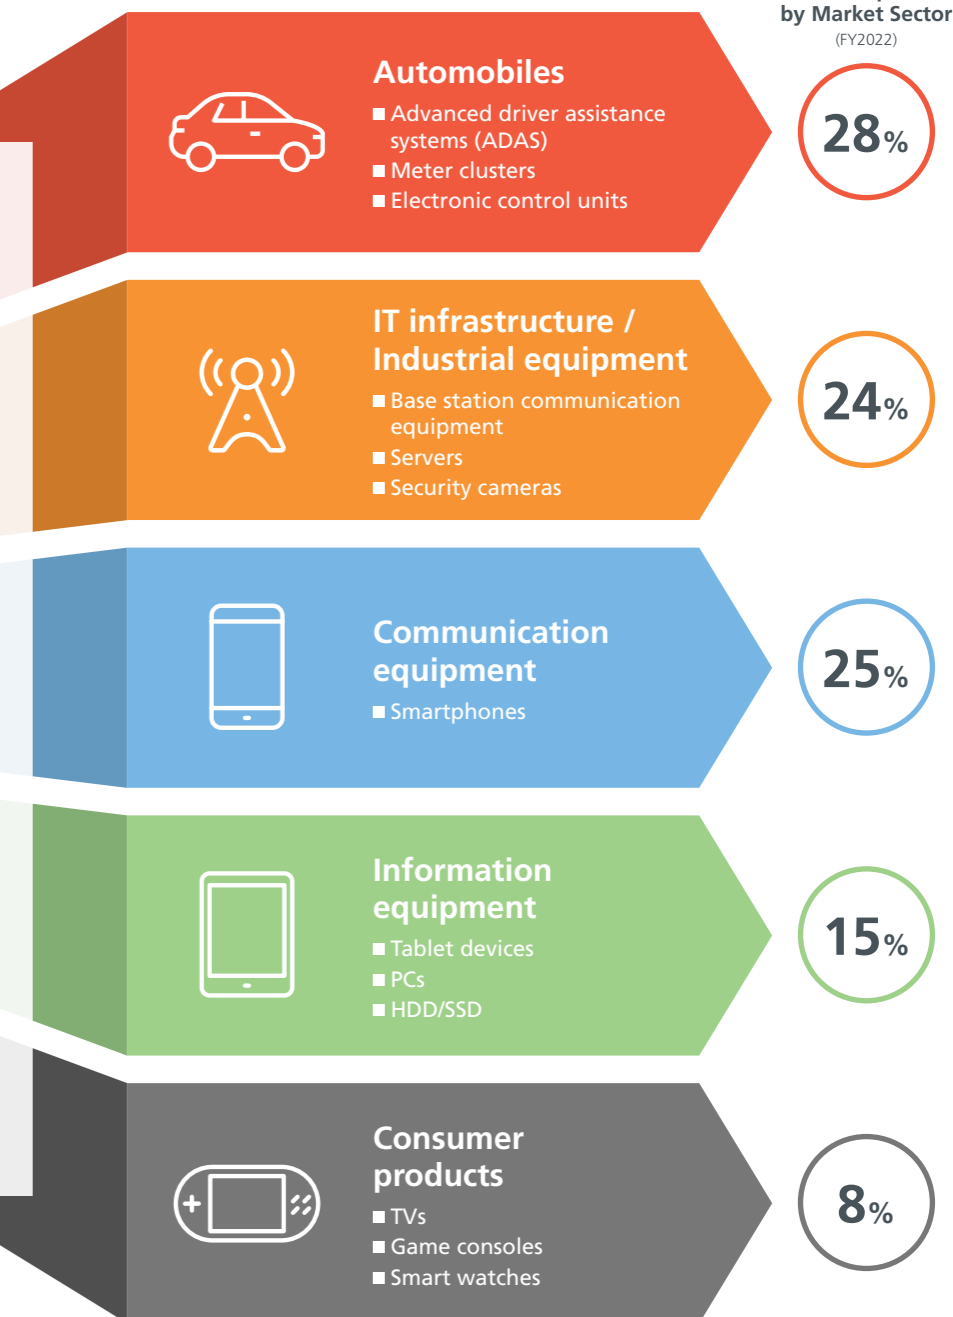 by Market Sector
(FY2022)
Automobiles
■ Advanced driver assistance
systems (ADAS)
■ Meter clusters
■ Electronic control units
28%
IT infrastructure /
Industrial equipment
■ Base station communication
equipment
■ Servers
■ Security cameras
24%
Communication
equipment
■ Smartphones
25%
Information
equipment
■ Tablet devices
■ PCs
■ HDD/SSD
15%
Consumer
products
■ TVs
■ Game consoles
■ Smart watches
8%